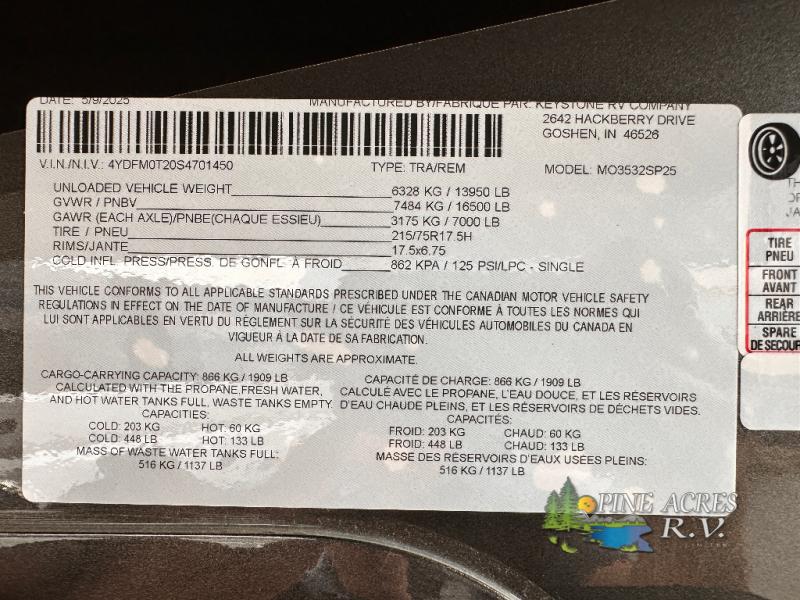 DATE: 5/9/2025 MANUFACTURED BY/FABRIQUE PAR: KEYSTONE RV COMPANY
2642 HACKBERRY DRIVE
GOSHEN, IN 46526
V.I.N./N.I.V.: 4YDFM0T20S4701450 TYPE: TRA/REM MODEL: MO3532SP25
UNLOADED VEHICLE WEIGHT 6328 KG / 13950 LB
GVWR / PNBV 7484 KG / 16500 LB
GAWR (EACH AXLE)/PNBE(CHAQUE ESSIEU) 3175 KG / 7000 LB
TIRE / PNEU 215/75R17.5H
RIMS/JANTE 17.5x6.75
COLD INFL. PRESS/PRESS. DE GONFL. À FROID 862 KPA / 125 PSI/LPC - SINGLE
THIS VEHICLE CONFORMS TO ALL APPLICABLE STANDARDS PRESCRIBED UNDER THE CANADIAN MOTOR VEHICLE SAFETY
REGULATIONS IN EFFECT ON THE DATE OF MANUFACTURE / CE VÉHICULE EST CONFORME À TOUTES LES NORMES QUI
LUI SONT APPLICABLES EN VERTU DU RÉGLEMENT SUR LA SÉCURITÉ DES VÉHICULES AUTOMOBILES DU CANADA EN
VIGUEUR À LA DATE DE SA FABRICATION.
ALL WEIGHTS ARE APPROXIMATE.
CARGO-CARRYING CAPACITY: 866 KG / 1909 LB
CALCULATED WITH THE PROPANE,FRESH WATER,
AND HOT WATER TANKS FULL, WASTE TANKS EMPTY.
CAPACITIES:
COLD: 203 KG HOT: 60 KG
COLD: 448 LB HOT: 133 LB
MASS OF WASTE WATER TANKS FULL:
516 KG / 1137 LB
CAPACITÉ DE CHARGE: 866 KG / 1909 LB
CALCULÉ AVEC LE PROPANE, L'EAU DOUCE, ET LES RÉSERVOIRS
D'EAU CHAUDE PLEINS, ET LES RÉSERVOIRS DE DÉCHETS VIDES.
CAPACITÉS:
FROID: 203 KG CHAUD: 60 KG
FROID: 448 LB CHAUD: 133 LB
MASSE DES RÉSERVOIRS D'EAUX USÉES PLEINS:
516 KG / 1137 LB
TIRE
PNEU
FRONT
AVANT
REAR
ARRIÈRE
SPARE
DE SECOUR
PINE ACRES
R.V.